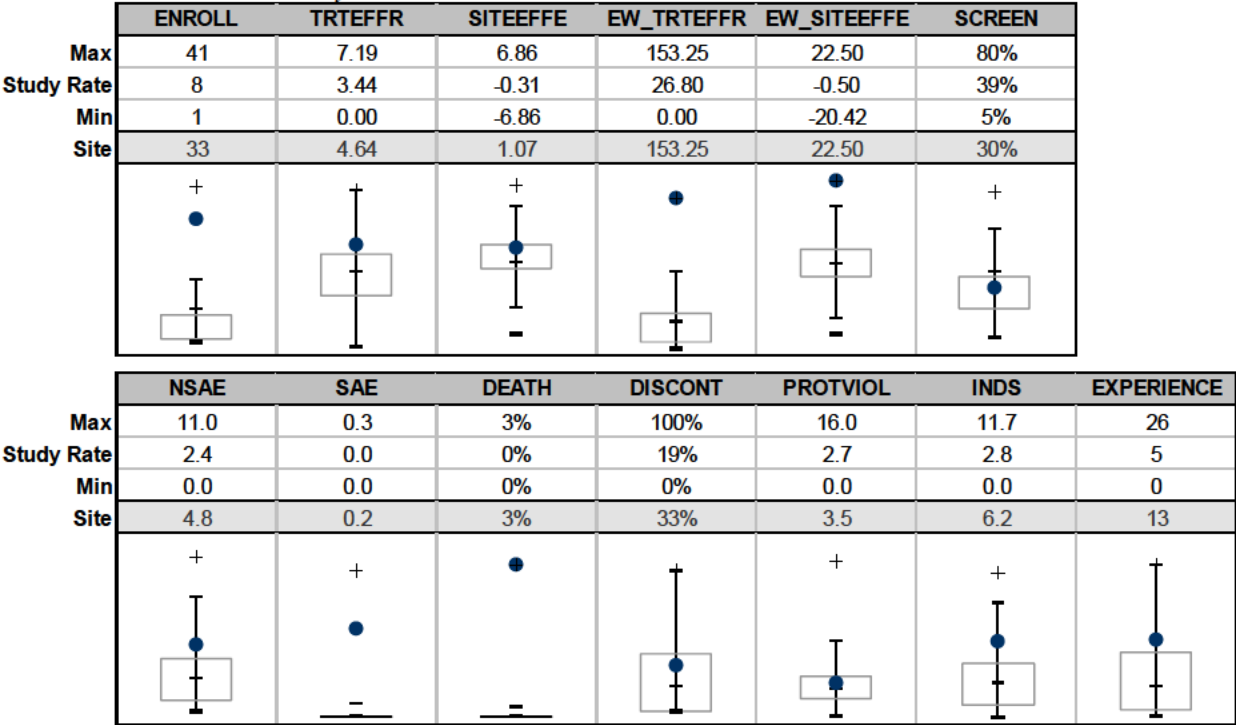 ENROLL TRTEFFR SITEEFFE EW_TRTEFFR EW_SITEEFFE SCREEN
Max 41 7.19 6.86 153.25 22.50 80%
Study Rate 8 3.44 -0.31 26.80 -0.50 39%
Min 1 0.00 -6.86 0.00 -20.42 5%
Site 33 4.64 1.07 153.25 22.50 30%
NSAE SAE DEATH DISCONT PROTVIOL INDS EXPERIENCE
Max 11.0 0.3 3% 100% 16.0 11.7 26
Study Rate 2.4 0.0 0% 19% 2.7 2.8 5
Min 0.0 0.0 0% 0% 0.0 0.0 0
Site 4.8 0.2 3% 33% 3.5 6.2 13